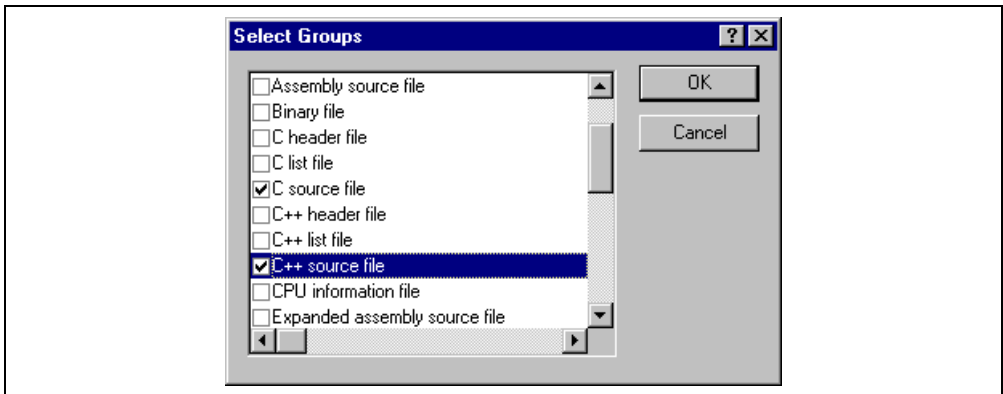 Select Groups
Assembly source file
OK
Binary file
C header file
Cancel
C list file
C source file
C++ header file
C++ list file
C++ source file
CPU information file
Expanded assembly source file